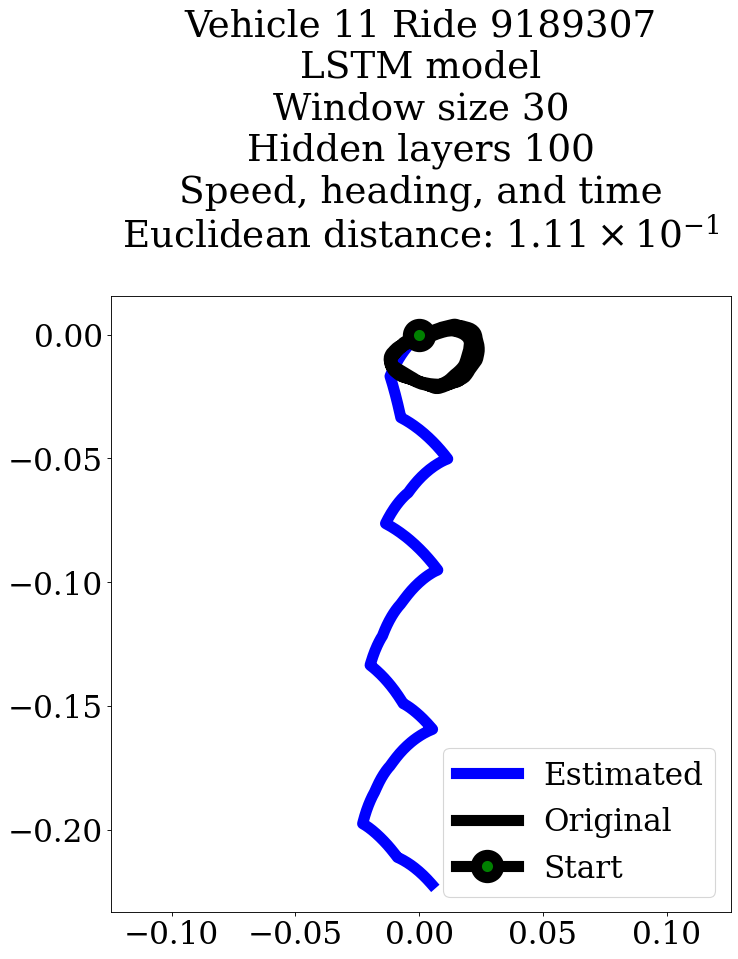 Vehicle 11 Ride 9189307
LSTM model
Window size 30
Hidden layers 100
Speed, heading, and time
Euclidean distance: 1.11 × 10⁻¹
0.00
−0.05
−0.10
−0.15
−0.20
Estimated
Original
Start
−0.10 −0.05 0.00 0.05 0.10